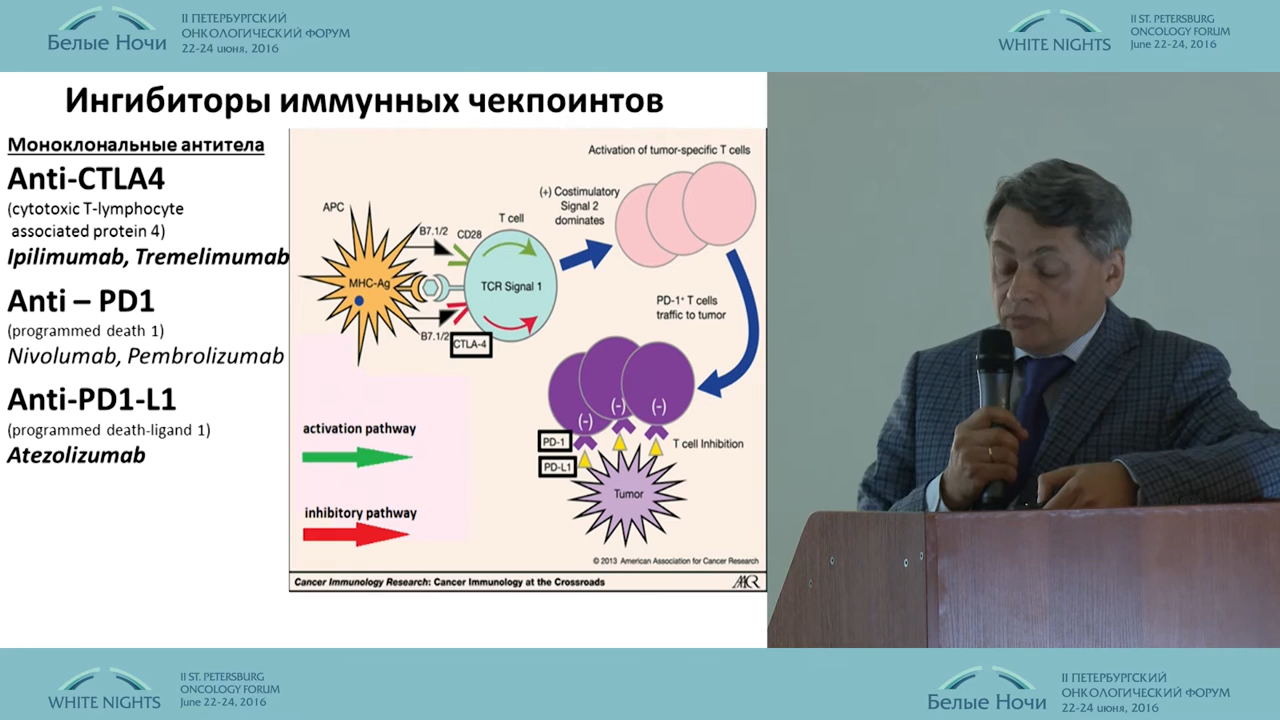 Белые Ночи
II ПЕТЕРБУРГСКИЙ
ОНКОЛОГИЧЕСКИЙ ФОРУМ
22-24 июня, 2016
WHITE NIGHTS
II ST. PETERSBURG
ONCOLOGY FORUM
June 22-24, 2016
Ингибиторы иммунных чекпоинтов
Моноклональные антитела
Anti-CTLA4
(cytotoxic T-lymphocyte
associated protein 4)
Ipilimumab, Tremelimumab
Anti – PD1
(programmed death 1)
Nivolumab, Pembrolizumab
Anti-PD1-L1
(programmed death-ligand 1)
Atezolizumab
Activation of tumor-specific T cells
(+) Costimulatory
Signal 2
dominates
APC
T cell
B7.1/2
CD28
MHC-Ag
TCR Signal 1
B7.1/2
CTLA-4
PD-1+ T cells
traffic to tumor
(-)
(-)
(-)
PD-1
T cell Inhibition
PD-L1
Tumor
activation pathway
inhibitory pathway
© 2013 American Association for Cancer Research
Cancer Immunology Research: Cancer Immunology at the Crossroads
AACR
WHITE NIGHTS
II ST. PETERSBURG
ONCOLOGY FORUM
June 22-24, 2016
Белые Ночи
II ПЕТЕРБУРГСКИЙ
ОНКОЛОГИЧЕСКИЙ ФОРУМ
22-24 июня, 2016